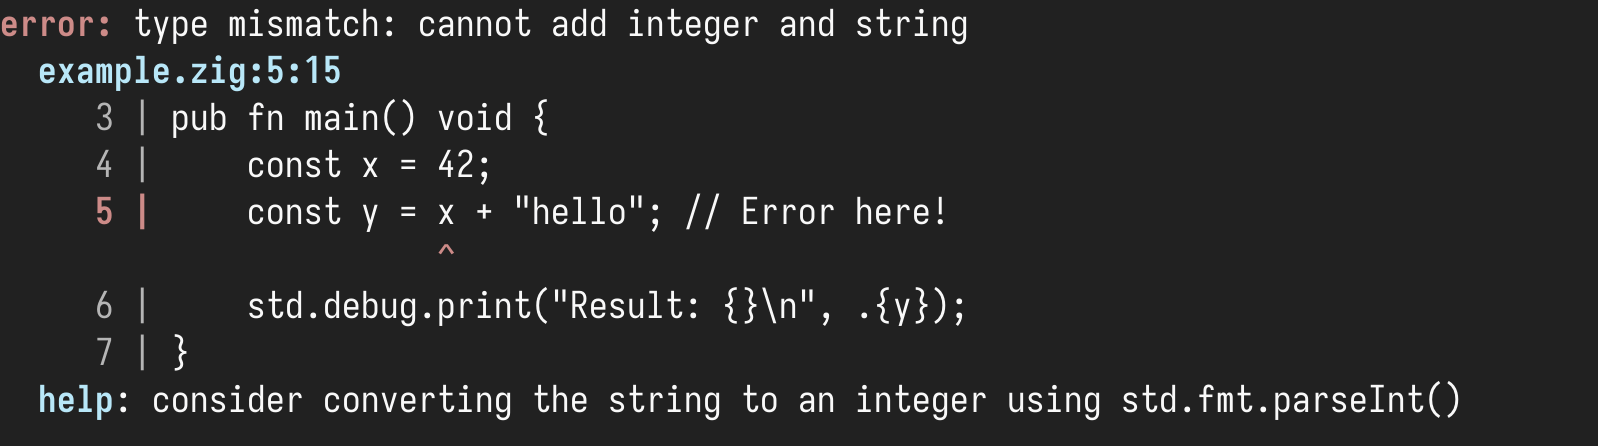 error: type mismatch: cannot add integer and string
  example.zig:5:15
     3 | pub fn main() void {
     4 |     const x = 42;
     5 |     const y = x + "hello"; // Error here!
                       ^
     6 |     std.debug.print("Result: {}\n", .{y});
     7 | }
  help: consider converting the string to an integer using std.fmt.parseInt()